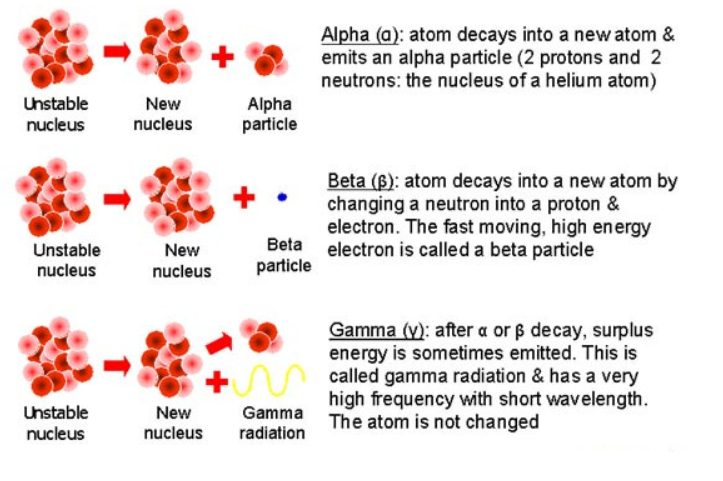 Alpha (α): atom decays into a new atom &
emits an alpha particle (2 protons and 2
neutrons: the nucleus of a helium atom)
Unstable
nucleus
New
nucleus
Alpha
particle
Beta (β): atom decays into a new atom by
changing a neutron into a proton &
electron. The fast moving, high energy
electron is called a beta particle
Unstable
nucleus
New
nucleus
Beta
particle
Gamma (γ): after α or β decay, surplus
energy is sometimes emitted. This is
called gamma radiation & has a very
high frequency with short wavelength.
The atom is not changed
Unstable
nucleus
New
nucleus
Gamma
radiation